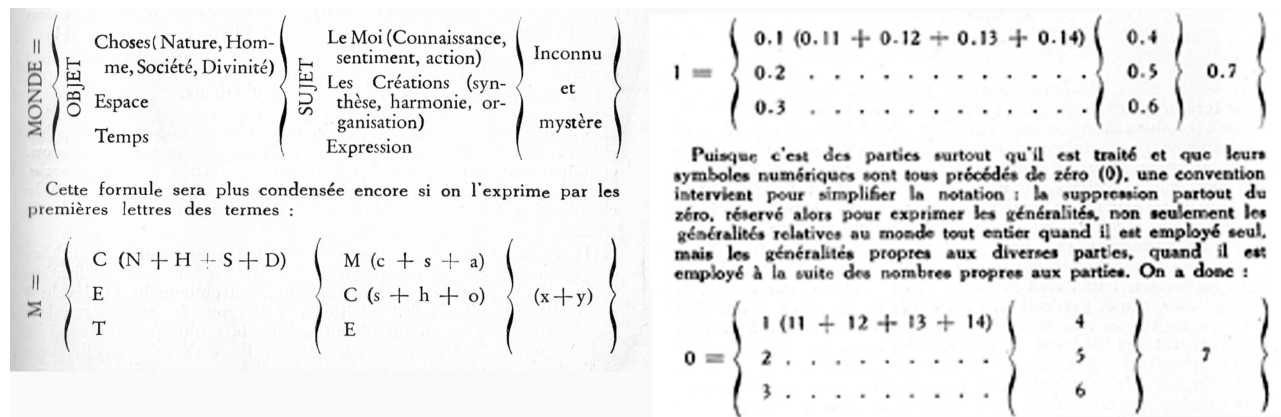 MONDE =
OBJET
Choses (Nature, Hom-
me, Société, Divinité)
Espace
Temps
SUJET
Le Moi (Connaissance,
sentiment, action)
Les Créations (syn-
thèse, harmonie, or-
ganisation)
Expression
Inconnu
et
mystère
Cette formule sera plus condensée encore si on l'exprime par les
premières lettres des termes :
M =
C (N + H + S + D)
E
T
M (c + s + a)
C (s + h + o)
E
(x+y)
1 =
0.1 (0.11 + 0.12 + 0.13 + 0.14)
0.2 . . . . . . . . . . . . .
0.3 . . . . . . . . . . . . .
0.4
0.5
0.6
0.7
Puisque c'est des parties surtout qu'il est traité et que leurs
symboles numériques sont tous précédés de zéro (0), une convention
intervient pour simplifier la notation : la suppression partout du
zéro, réservé alors pour exprimer les généralités, non seulement les
généralités relatives au monde tout entier quand il est employé seul,
mais les généralités propres aux diverses parties, quand il est
employé à la suite des nombres propres aux parties. On a donc :
0 =
1 (11 + 12 + 13 + 14)
2 . . . . . . . . . .
3 . . . . . . . . . .
4
5
6
7